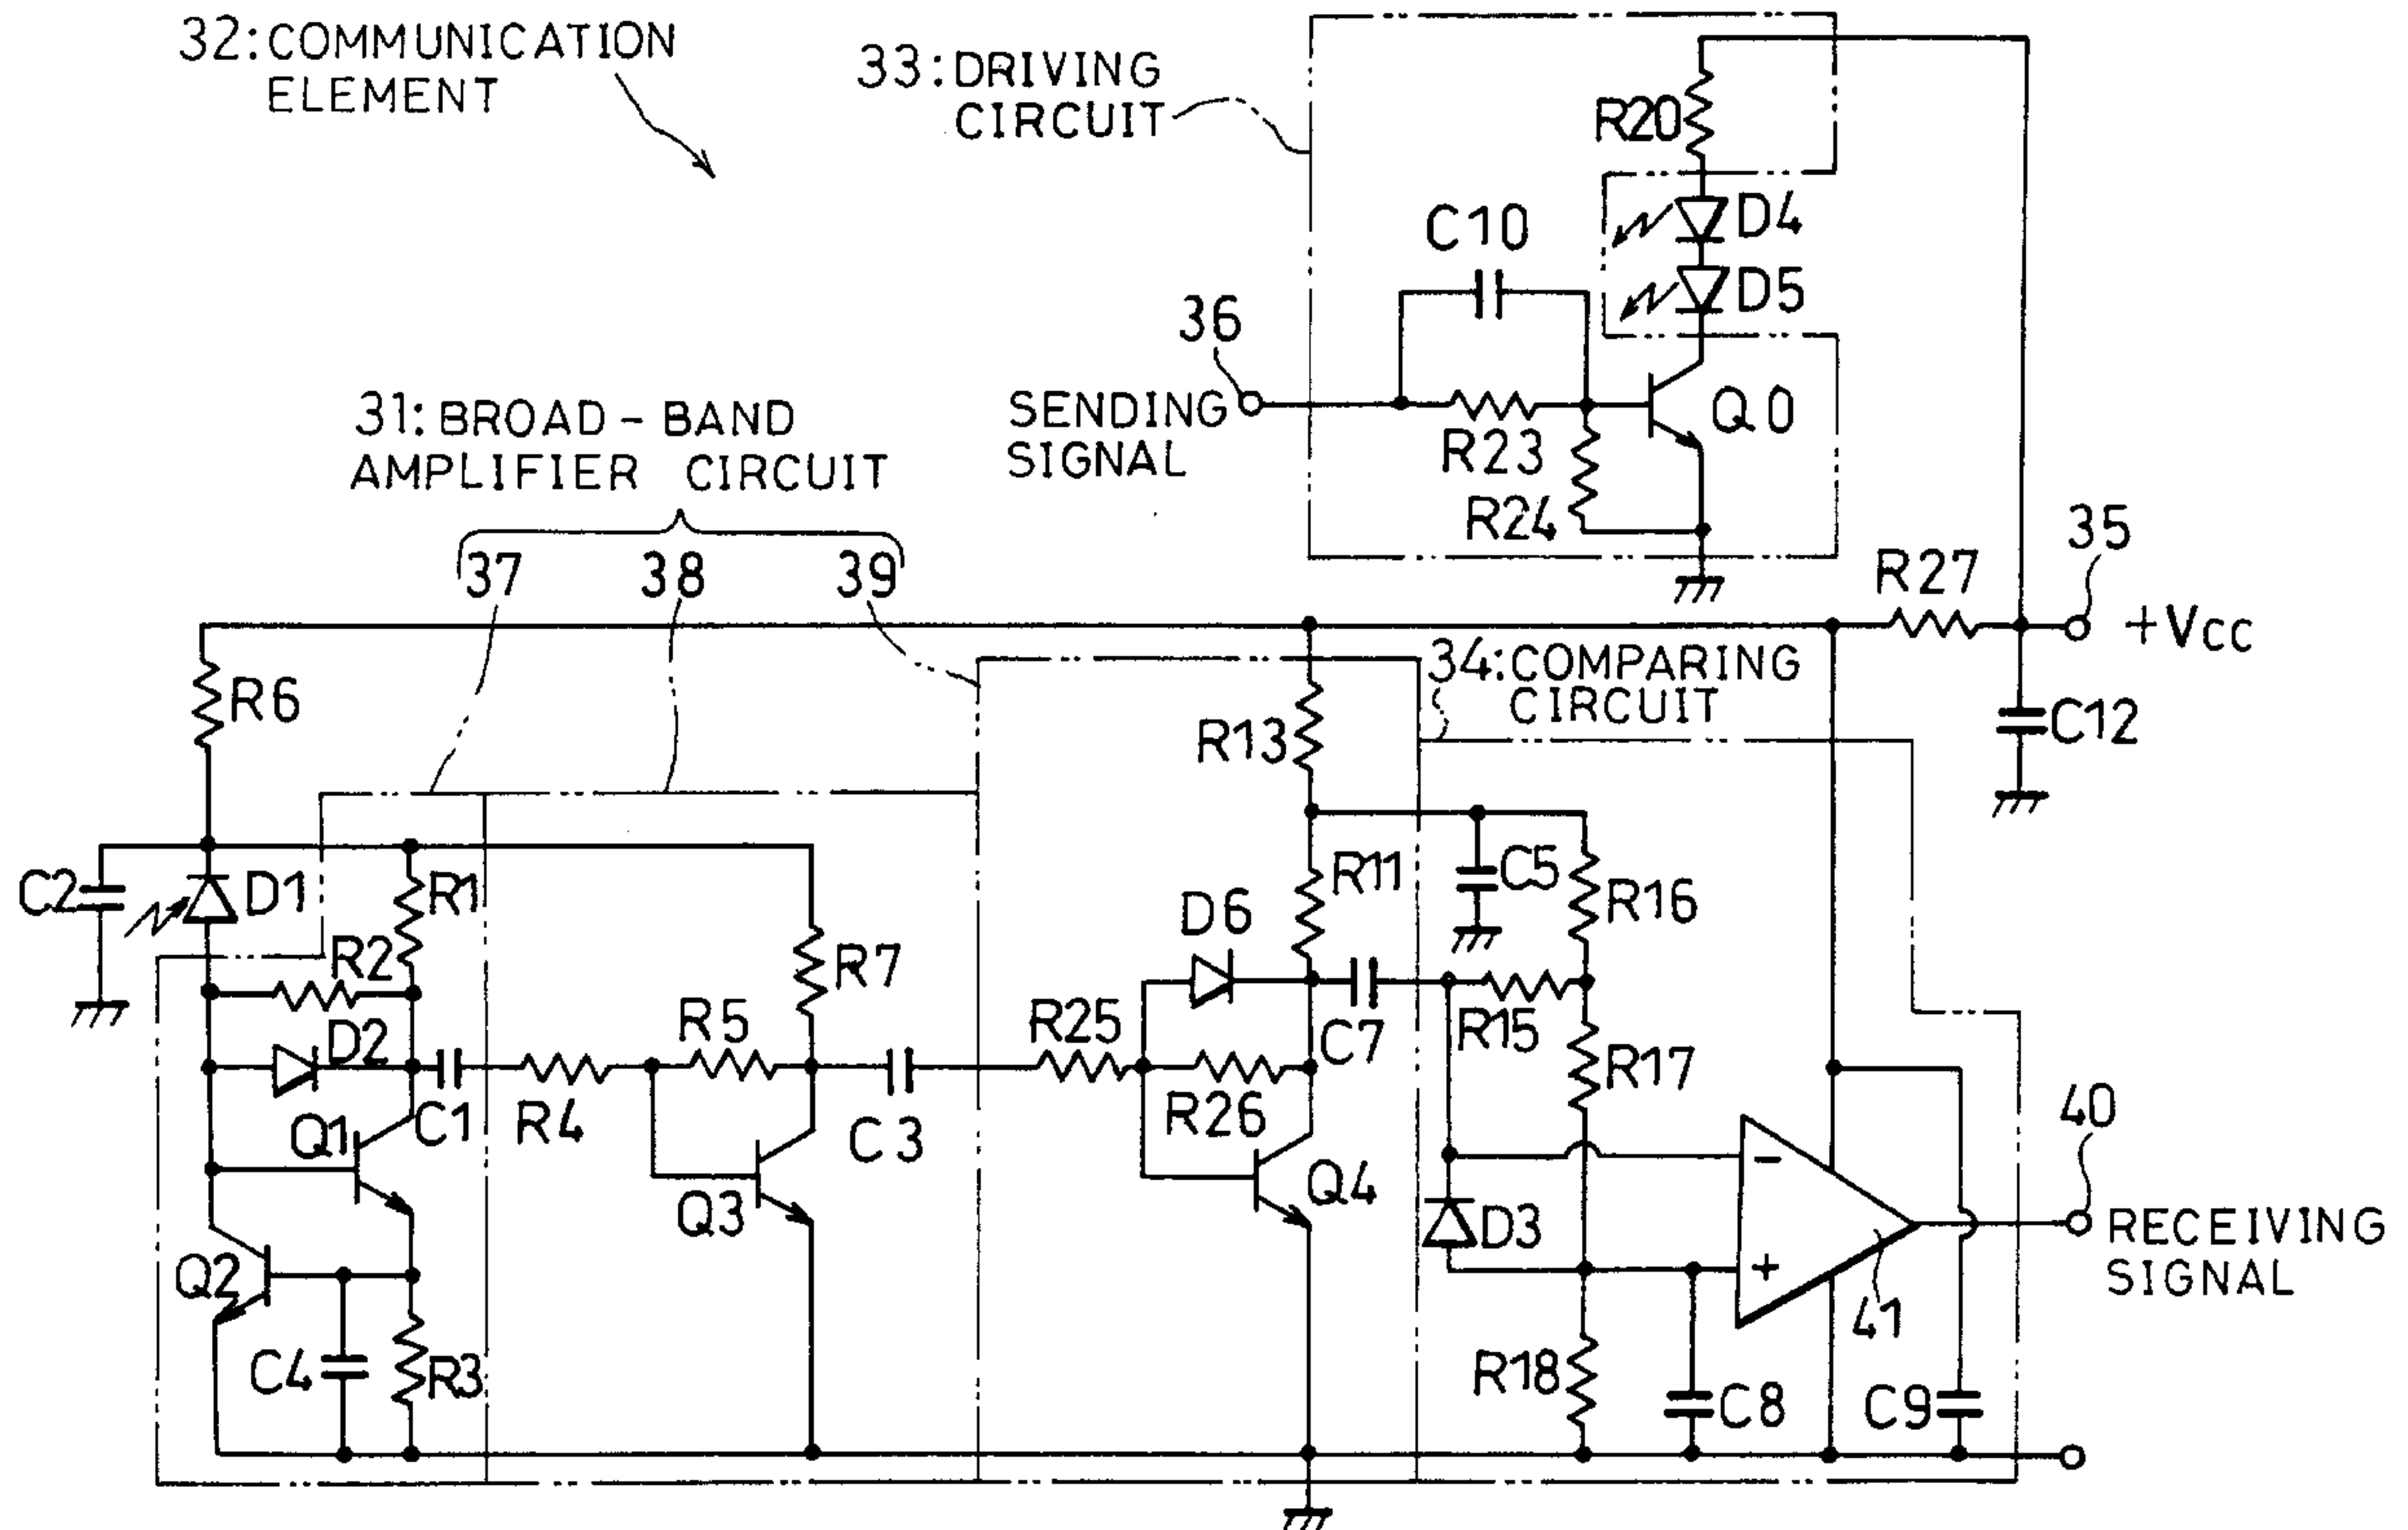 32:COMMUNICATION
ELEMENT
33:DRIVING
CIRCUIT
R20
D4
C10
D5
36
SENDING
SIGNAL
R23
Q0
R24
31:BROAD-BAND
AMPLIFIER CIRCUIT
37 38 39
35
R27
+Vcc
34:COMPARING
CIRCUIT
R6
R13
C12
C2
D1
R1
R2
R7
D6
R11
C5
R16
D2
R5
R25
C7
R15
R17
Q1
C1
R4
C3
R26
40
Q3
Q4
Q2
D3
-
+
RECEIVING
SIGNAL
41
C4
R3
R18
C8
C9